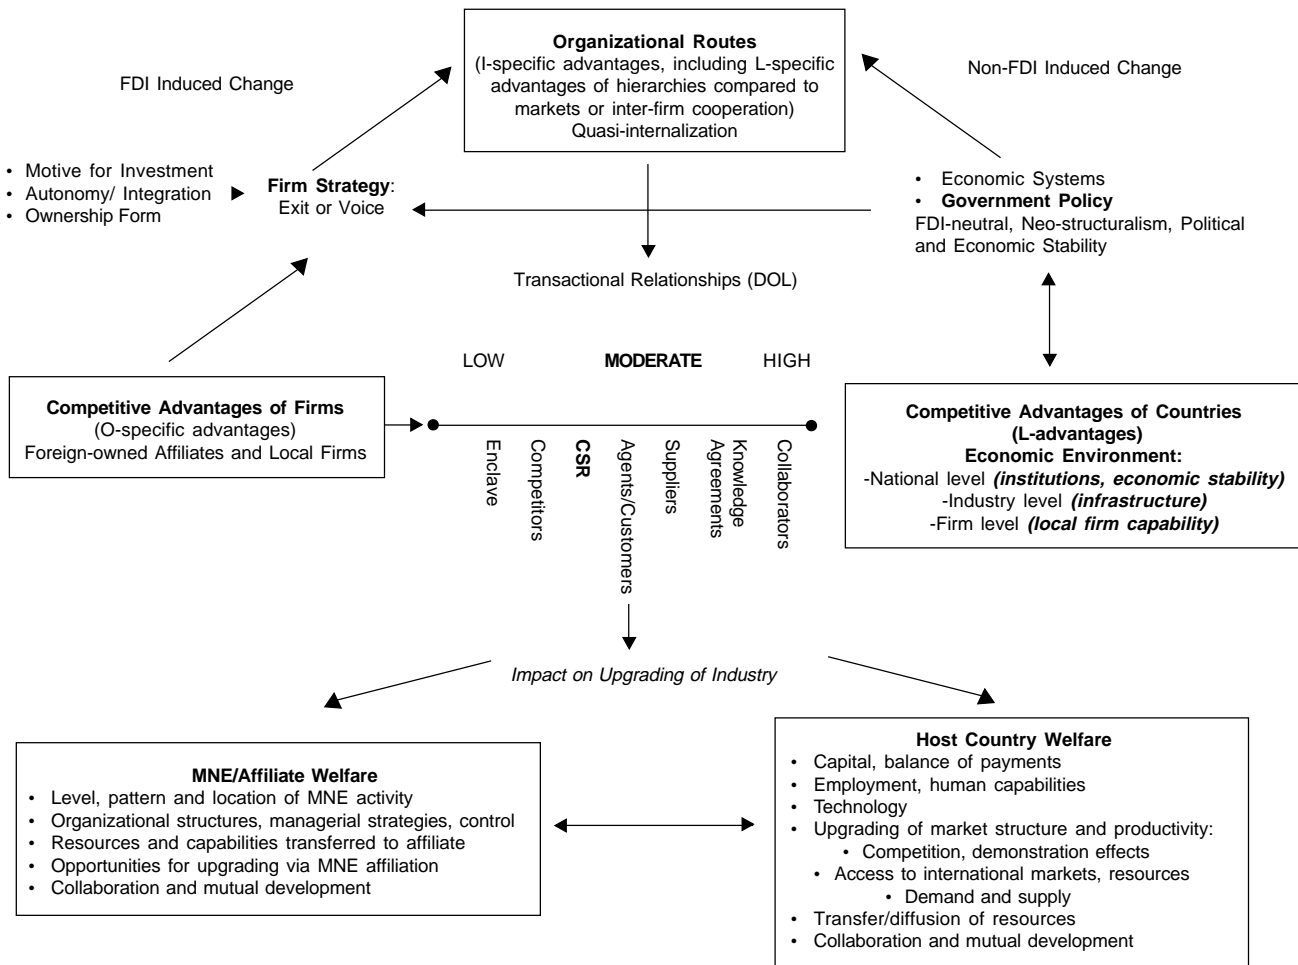 Organizational Routes
(I-specific advantages, including L-specific
advantages of hierarchies compared to
markets or inter-firm cooperation)
Quasi-internalization
FDI Induced Change
Non-FDI Induced Change
• Motive for Investment
• Autonomy/ Integration
• Ownership Form
Firm Strategy:
Exit or Voice
• Economic Systems
• Government Policy
FDI-neutral, Neo-structuralism, Political
and Economic Stability
Transactional Relationships (DOL)
LOW MODERATE HIGH
Competitive Advantages of Firms
(O-specific advantages)
Foreign-owned Affiliates and Local Firms
Enclave
Competitors
CSR
Agents/Customers
Suppliers
Knowledge
Agreements
Collaborators
Competitive Advantages of Countries
(L-advantages)
Economic Environment:
-National level (institutions, economic stability)
-Industry level (infrastructure)
-Firm level (local firm capability)
Impact on Upgrading of Industry
MNE/Affiliate Welfare
• Level, pattern and location of MNE activity
• Organizational structures, managerial strategies, control
• Resources and capabilities transferred to affiliate
• Opportunities for upgrading via MNE affiliation
• Collaboration and mutual development
Host Country Welfare
• Capital, balance of payments
• Employment, human capabilities
• Technology
• Upgrading of market structure and productivity:
• Competition, demonstration effects
• Access to international markets, resources
• Demand and supply
• Transfer/diffusion of resources
• Collaboration and mutual development